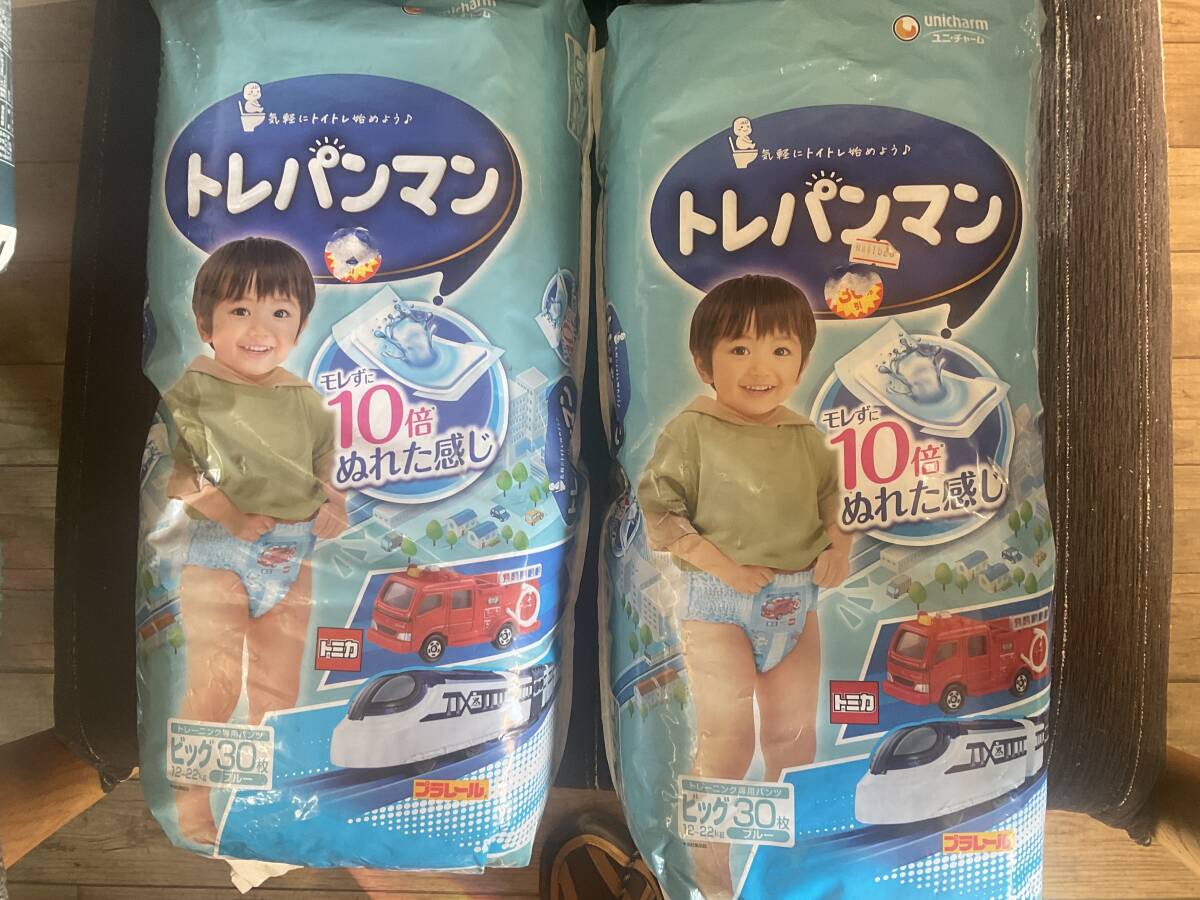 unicharm
気軽にトイトレ始めよう♪
トレパンマン
モレずに
10倍
ぬれた感じ
トミカ
プラレール
トレーニング専用パンツ
ビッグ30枚
12~22kg
ブルー
unicharm
ユニ・チャーム
気軽にトイトレ始めよう♪
トレパンマン
引
モレずに
10倍
ぬれた感じ
トミカ
プラレール
トレーニング専用パンツ
ビッグ30枚
12~22kg
ブルー